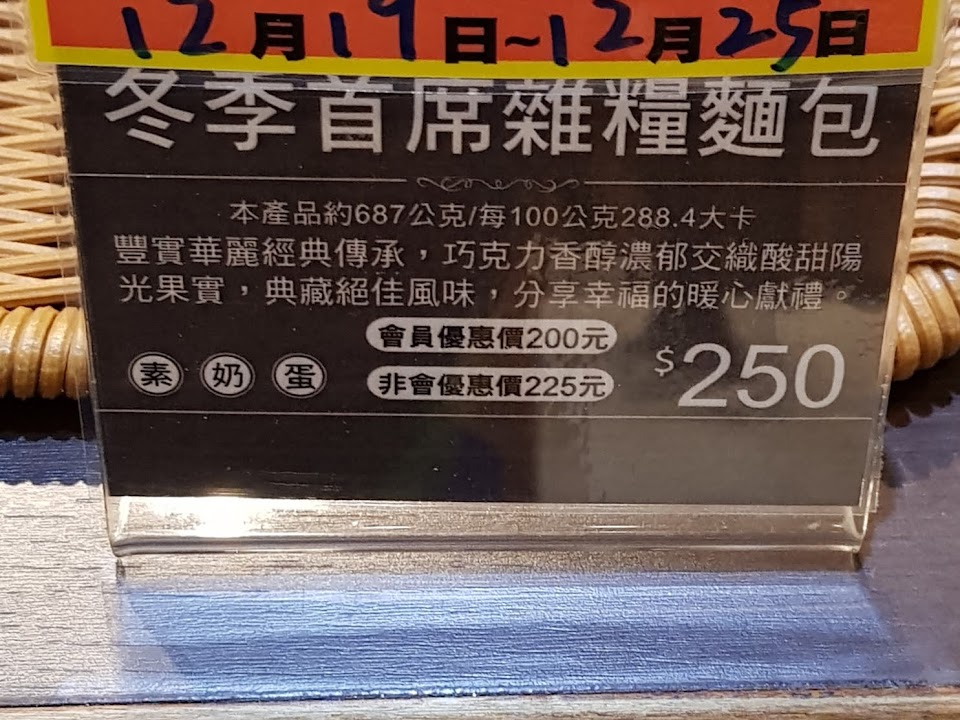 12月19日~12月25日
冬季首席雜糧麵包
本產品約687公克/每100公克288.4大卡
豐實華麗經典傳承，巧克力香醇濃郁交織酸甜陽
光果實，典藏絕佳風味，分享幸福的暖心獻禮。
會員優惠價200元
素 奶 蛋
非會優惠價225元
$250